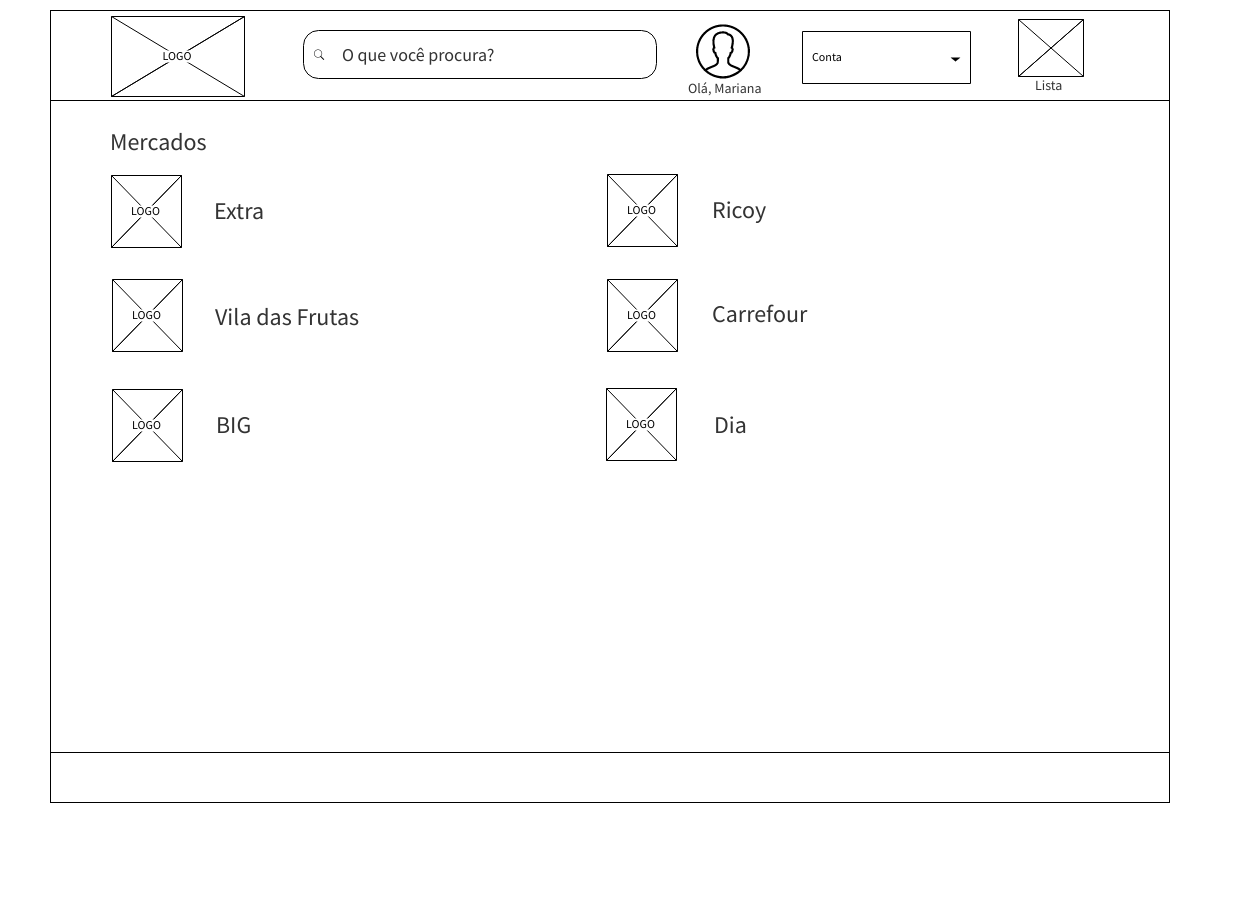 LOGO
O que você procura?
Olá, Mariana
Conta
Lista
Mercados
LOGO
Extra
LOGO
Ricoy
LOGO
Vila das Frutas
LOGO
Carrefour
LOGO
BIG
LOGO
Dia